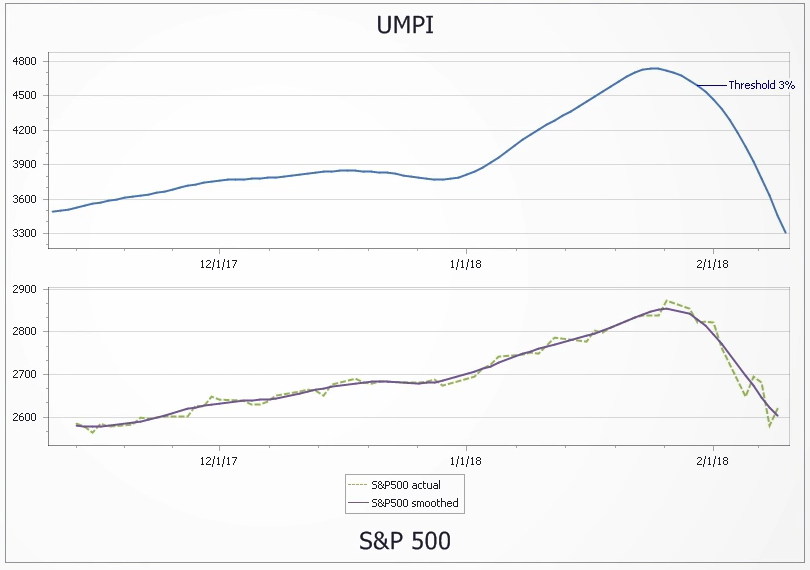 UMPI
4800
4500
4200
3900
3600
3300
Threshold 3%
12/1/17 1/1/18 2/1/18
2900
2800
2700
2600
12/1/17 1/1/18 2/1/18
S&P500 actual
S&P500 smoothed
S&P 500